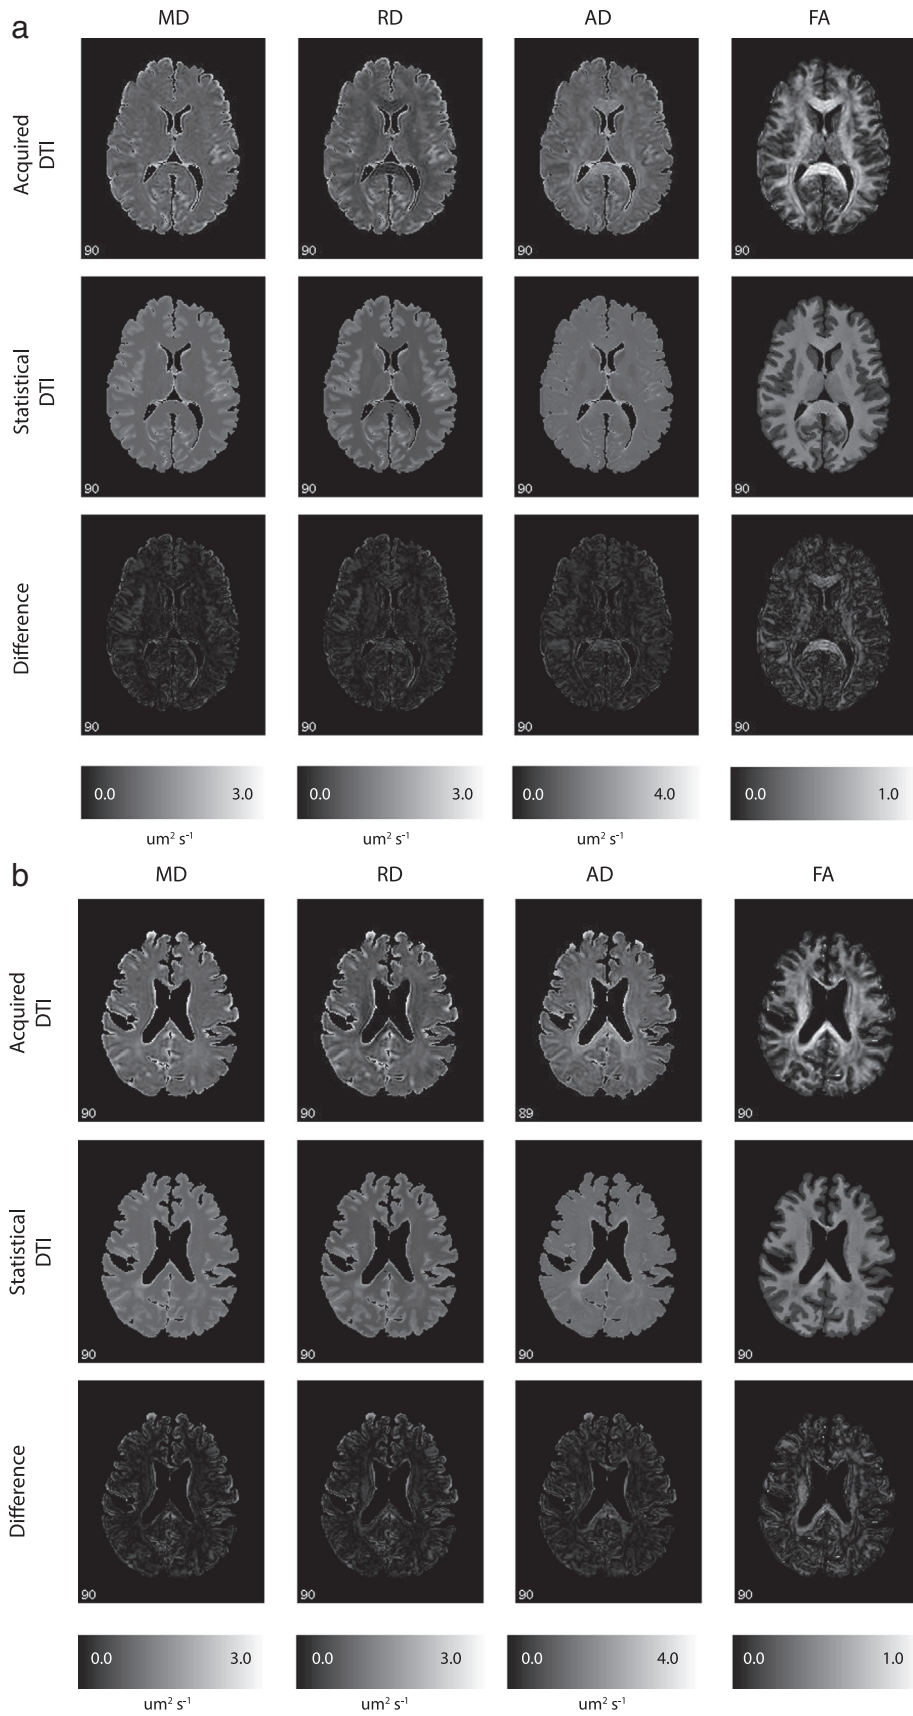 a
MD RD AD FA
Acquired
DTI
90 90 90 90
Statistical
DTI
90 90 90 90
Difference
90 90 90 90
0.0 3.0 0.0 3.0 0.0 4.0 0.0 1.0
um² s⁻¹ um² s⁻¹ um² s⁻¹
b
MD RD AD FA
Acquired
DTI
90 90 89 90
Statistical
DTI
90 90 90 90
Difference
90 90 90 90
0.0 3.0 0.0 3.0 0.0 4.0 0.0 1.0
um² s⁻¹ um² s⁻¹ um² s⁻¹